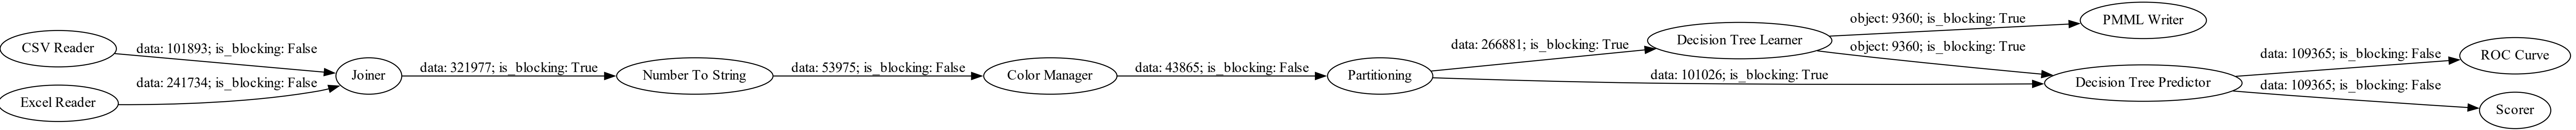 CSV Reader
data: 101893; is_blocking: False
Excel Reader
data: 241734; is_blocking: False
Joiner
data: 321977; is_blocking: True
Number To String
data: 53975; is_blocking: False
Color Manager
data: 43865; is_blocking: False
Partitioning
data: 266881; is_blocking: True
data: 101026; is_blocking: True
Decision Tree Learner
object: 9360; is_blocking: True
object: 9360; is_blocking: True
PMML Writer
Decision Tree Predictor
data: 109365; is_blocking: False
data: 109365; is_blocking: False
ROC Curve
Scorer